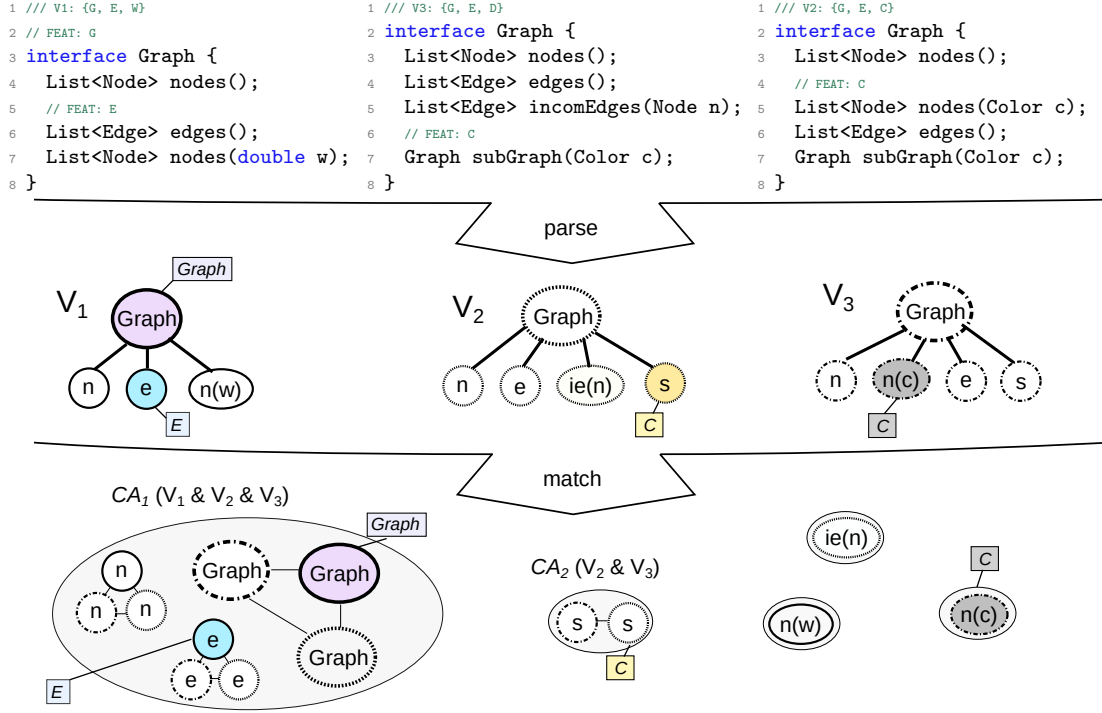 1 /// V1: {G, E, W}
2 // FEAT: G
3 interface Graph {
4 List<Node> nodes();
5 // FEAT: E
6 List<Edge> edges();
7 List<Node> nodes(double w);
8 }
1 /// V3: {G, E, D}
2 interface Graph {
3 List<Node> nodes();
4 List<Edge> edges();
5 List<Edge> incomEdges(Node n);
6 // FEAT: C
7 Graph subGraph(Color c);
8 }
1 /// V2: {G, E, C}
2 interface Graph {
3 List<Node> nodes();
4 // FEAT: C
5 List<Node> nodes(Color c);
6 List<Edge> edges();
7 Graph subGraph(Color c);
8 }
parse
V1
Graph
Graph
n
e
n(w)
E
V2
Graph
n
e
ie(n)
s
C
V3
Graph
n
n(c)
e
s
C
match
CA1 (V1 & V2 & V3)
Graph
Graph
Graph
Graph
n
n
n
e
e
e
E
CA2 (V2 & V3)
s
s
C
ie(n)
n(w)
C
n(c)